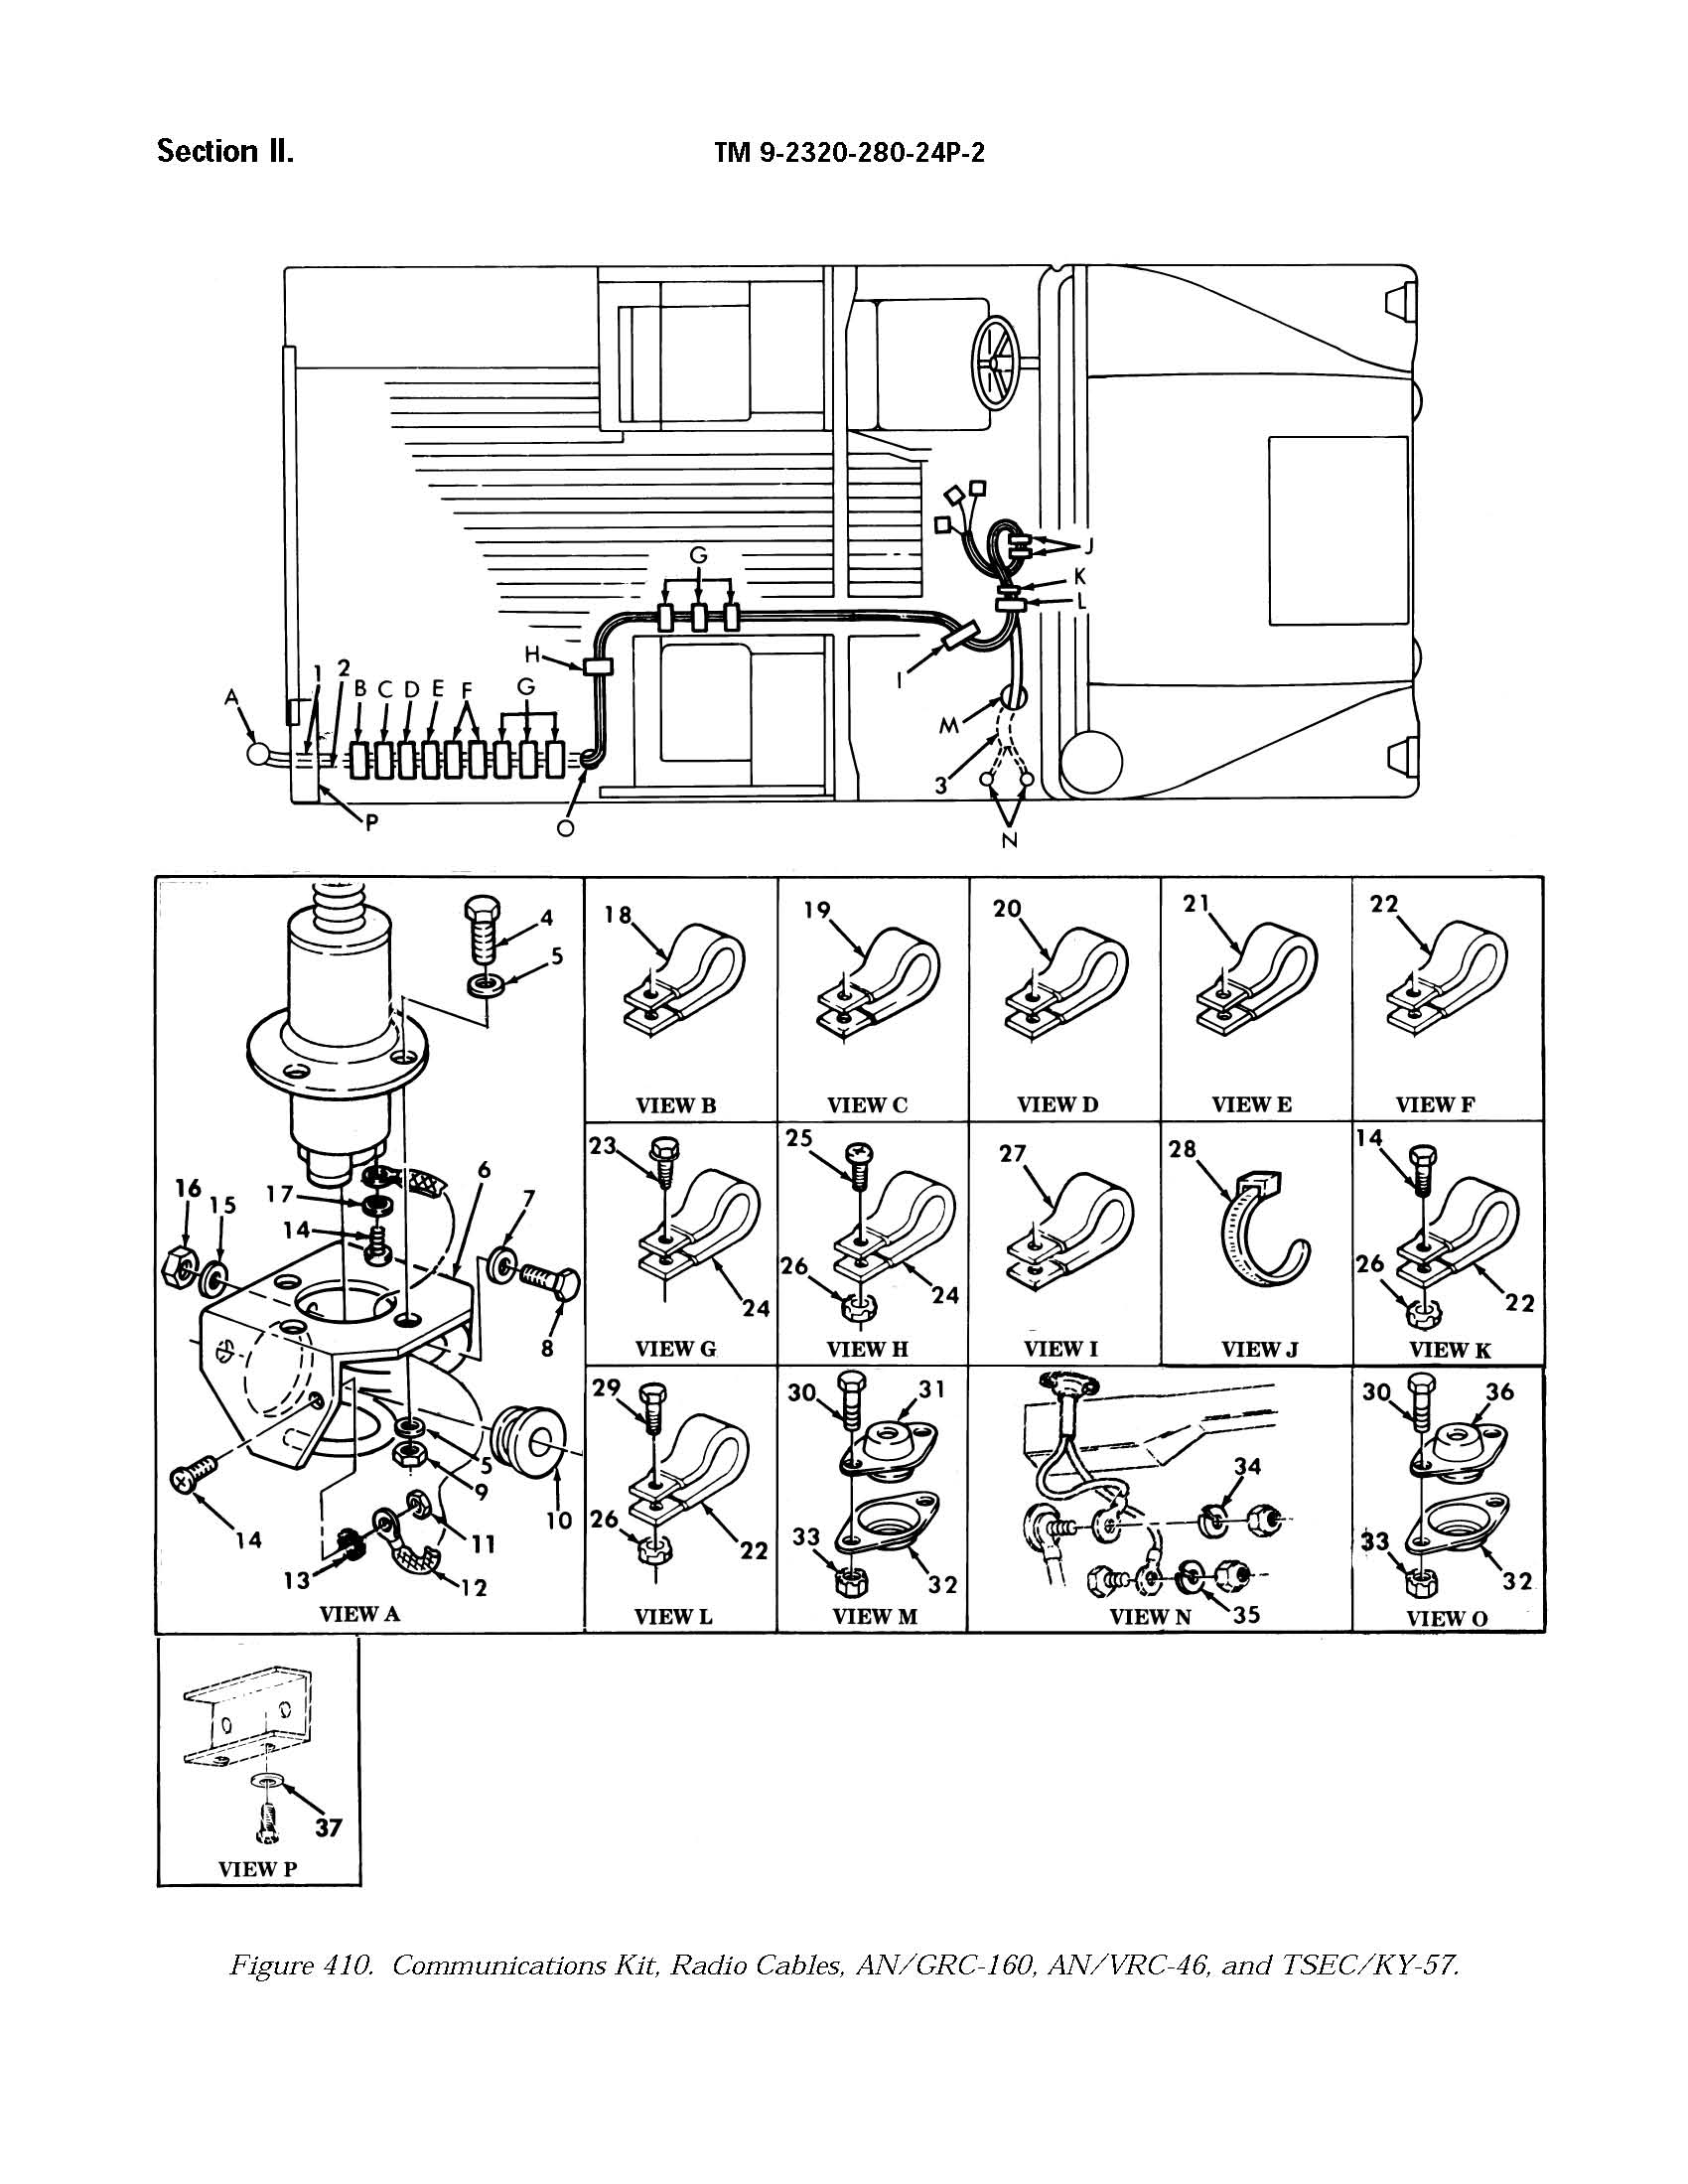 Section II.
TM 9-2320-280-24P-2
G
J
K
L
H
I
1 2
A
B C D E F
G
M
3
P
O
N
4
5
6
7
8
16
15
17
14
5
9
10
11
14
13
12
VIEW A
18
VIEW B
19
VIEW C
20
VIEW D
21
VIEW E
22
VIEW F
23
24
VIEW G
25
26
24
VIEW H
27
VIEW I
28
VIEW J
14
26
22
VIEW K
29
26
22
VIEW L
30
31
33
32
VIEW M
34
35
VIEW N
30
36
33
32
VIEW O
37
VIEW P
Figure 410. Communications Kit, Radio Cables, AN/GRC-160, AN/VRC-46, and TSEC/KY-57.